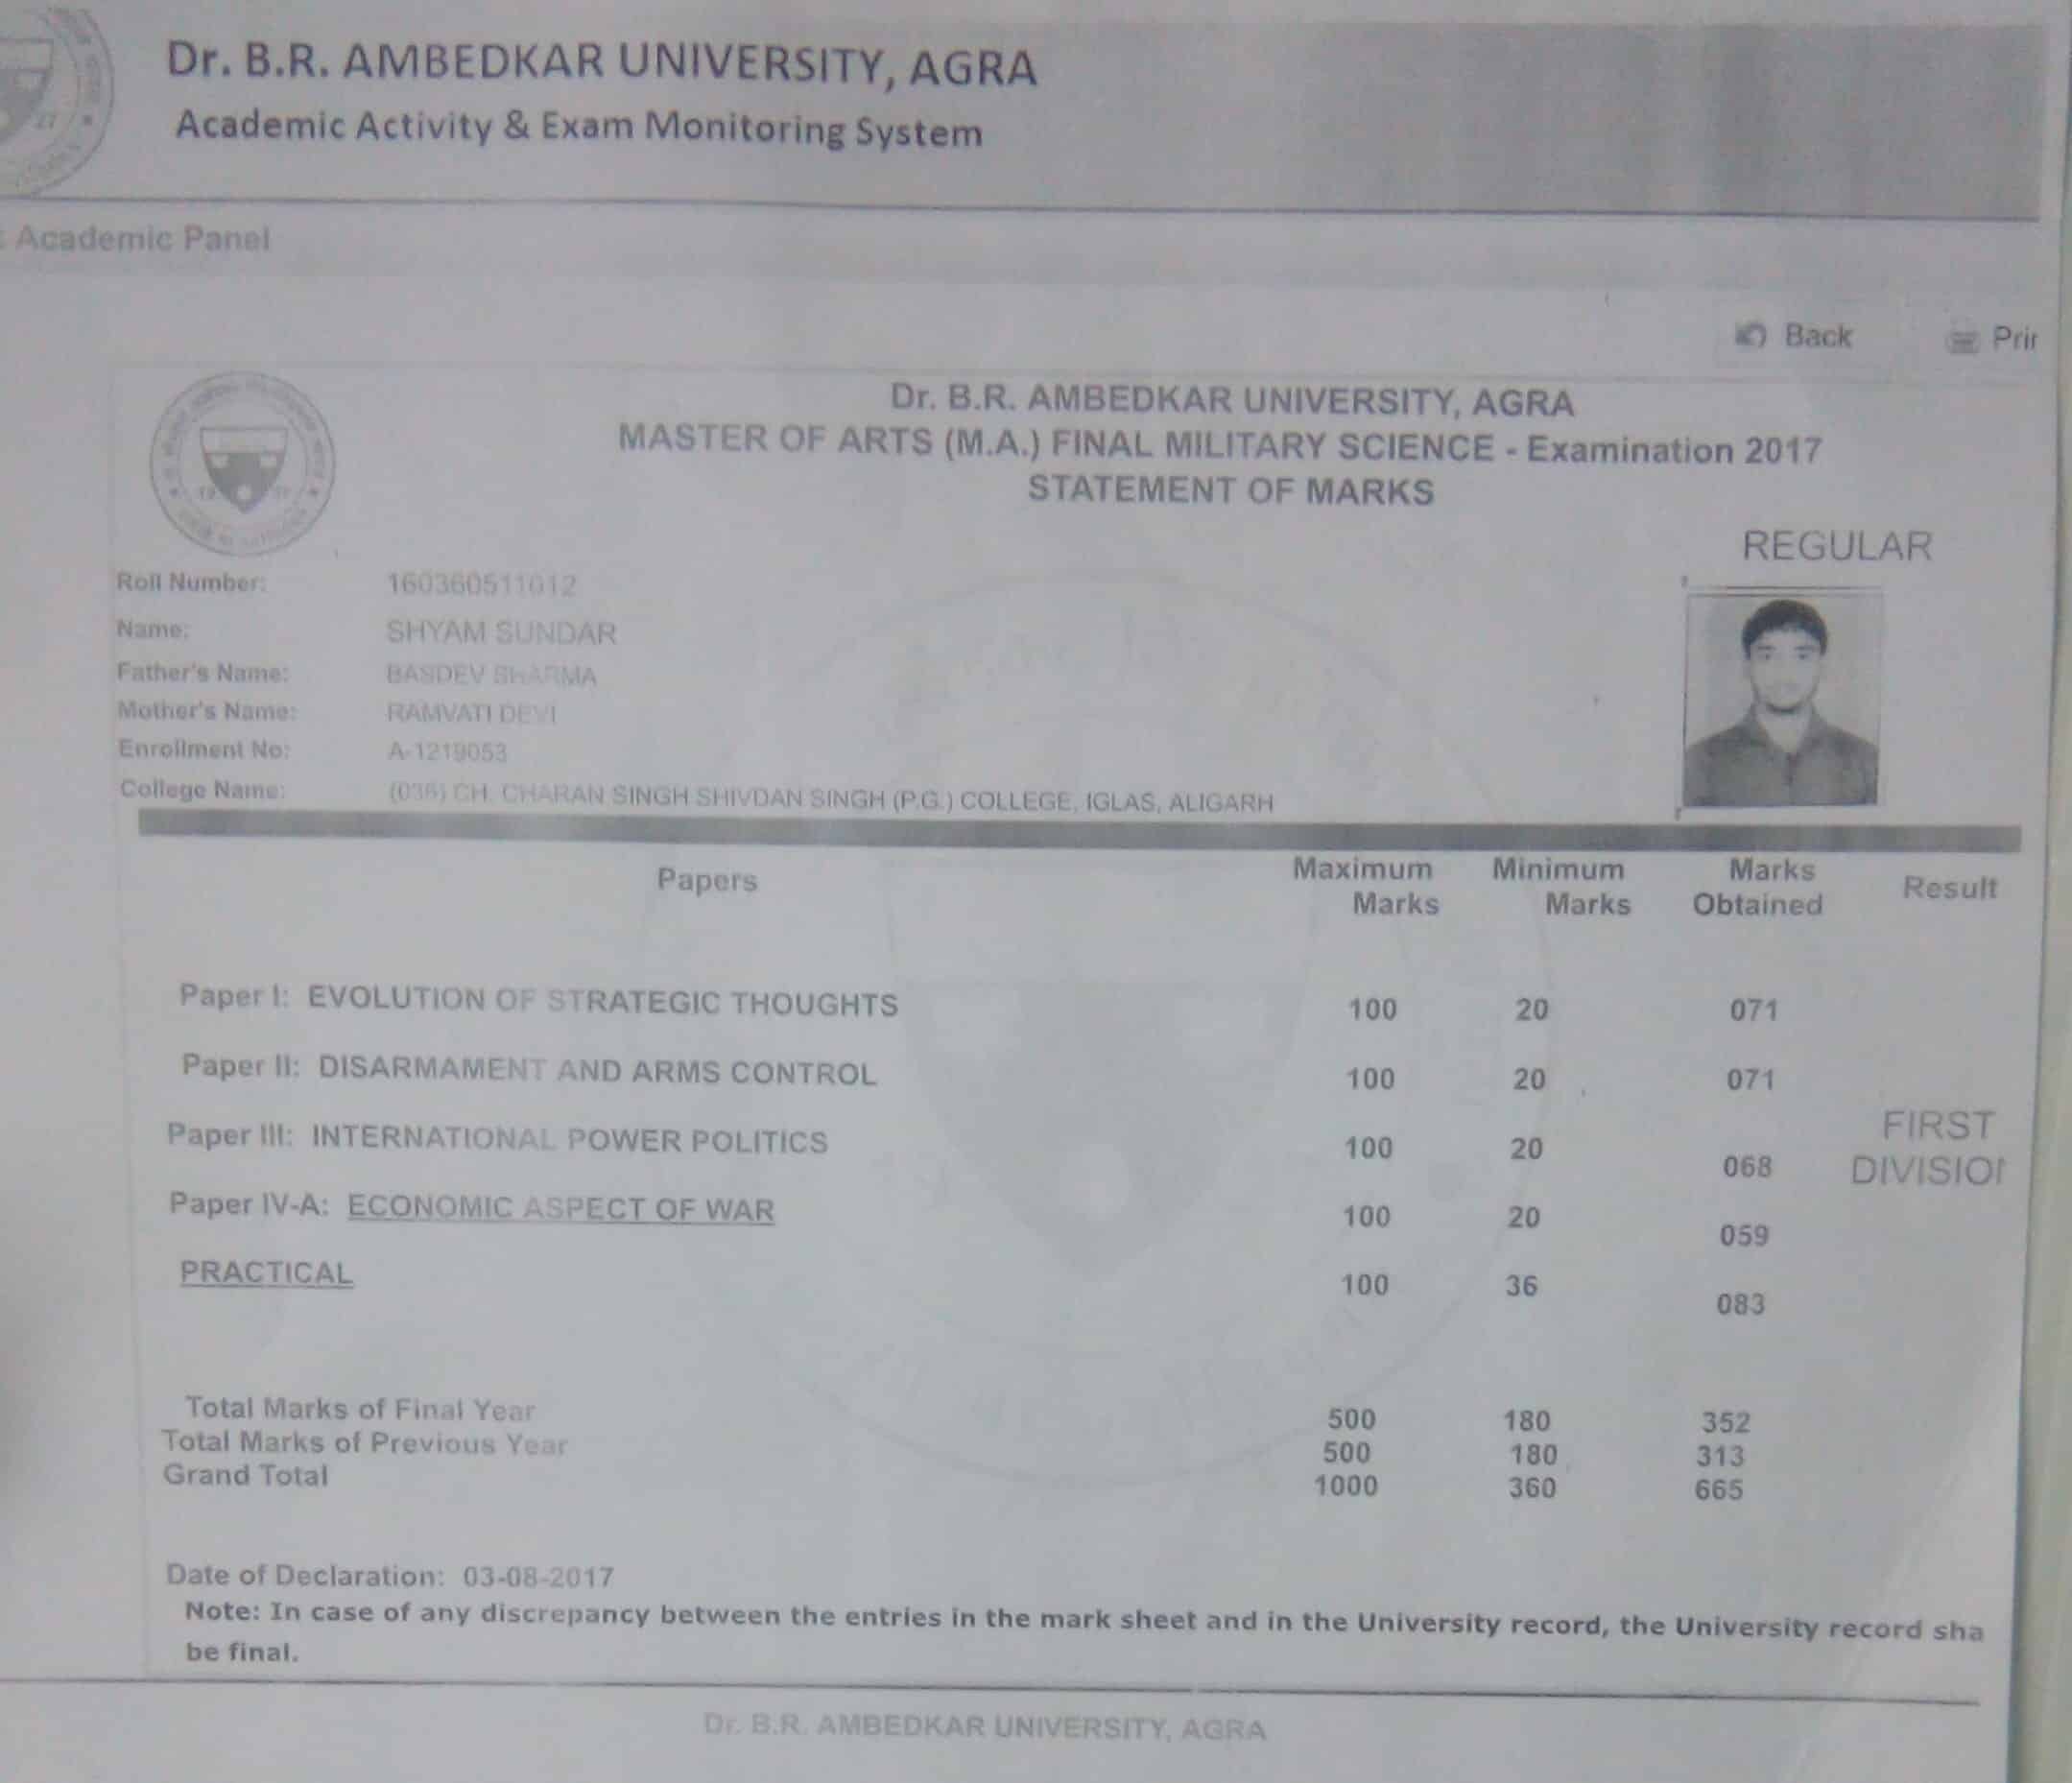 Dr. B.R. AMBEDKAR UNIVERSITY, AGRA
Academic Activity & Exam Monitoring System
Academic Panel
Back Prir
Dr. B.R. AMBEDKAR UNIVERSITY, AGRA
MASTER OF ARTS (M.A.) FINAL MILITARY SCIENCE - Examination 2017
STATEMENT OF MARKS
REGULAR
Roll Number: 160360511012
Name: SHYAM SUNDAR
Father's Name: BASDEV SHARMA
Mother's Name: RAMVATI DEVI
Enrollment No: A-1219053
College Name: (036) CH. CHARAN SINGH SHIVDAN SINGH (P.G.) COLLEGE, IGLAS, ALIGARH
Papers Maximum Marks Minimum Marks Marks Obtained Result
Paper I: EVOLUTION OF STRATEGIC THOUGHTS 100 20 071
Paper II: DISARMAMENT AND ARMS CONTROL 100 20 071
Paper III: INTERNATIONAL POWER POLITICS 100 20 068
FIRST DIVISION
Paper IV-A: ECONOMIC ASPECT OF WAR 100 20 059
PRACTICAL 100 36 083
Total Marks of Final Year 500 180 352
Total Marks of Previous Year 500 180 313
Grand Total 1000 360 665
Date of Declaration: 03-08-2017
Note: In case of any discrepancy between the entries in the mark sheet and in the University record, the University record sha
be final.
Dr. B.R. AMBEDKAR UNIVERSITY, AGRA